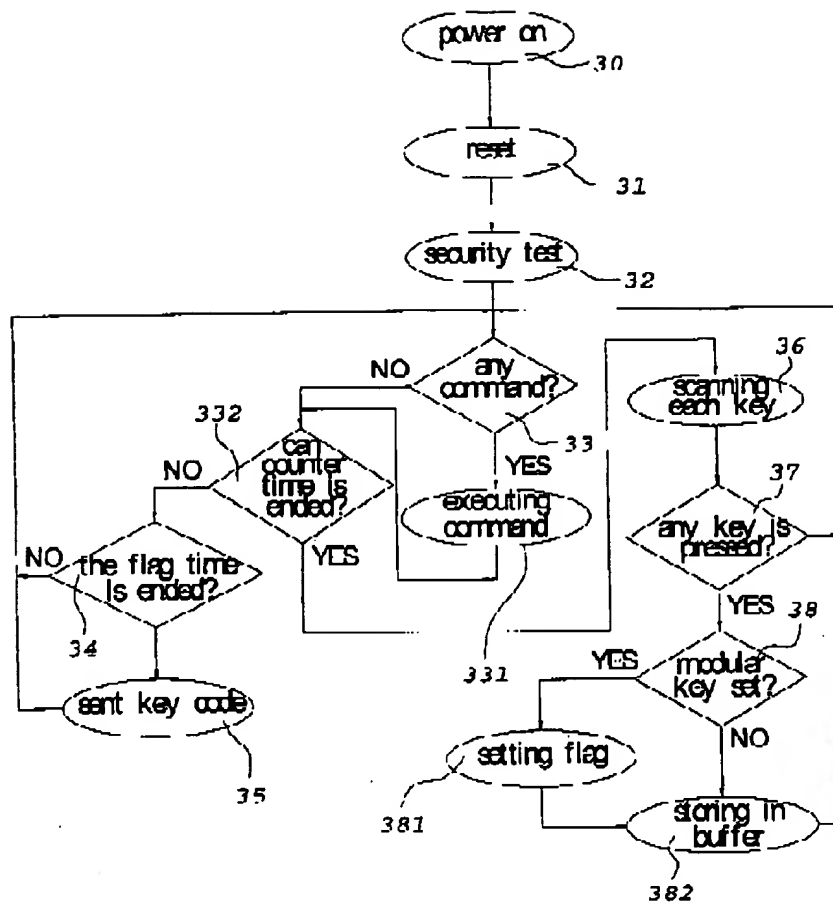 power on
30
reset
31
security test
32
any
command?
33
NO
YES
executing
command
331
332
can
counter
time is
ended?
NO
YES
the flag time
is ended?
34
NO
sent key code
35
36
scanning
each key
37
any key is
pressed?
YES
38
modular
key set?
YES
NO
setting flag
381
storing in
buffer
382